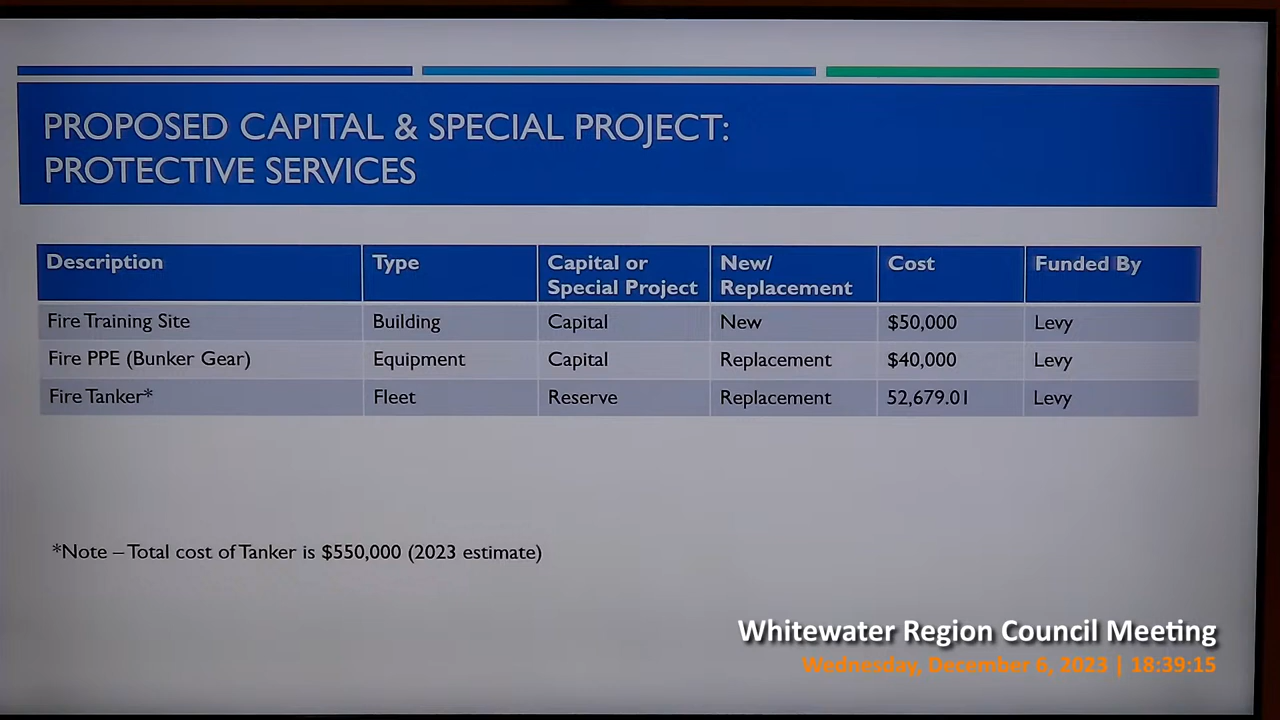 PROPOSED CAPITAL & SPECIAL PROJECT:
PROTECTIVE SERVICES
Description Type Capital or Special Project New/ Replacement Cost Funded By
Fire Training Site Building Capital New $50,000 Levy
Fire PPE (Bunker Gear) Equipment Capital Replacement $40,000 Levy
Fire Tanker* Fleet Reserve Replacement 52,679.01 Levy
*Note – Total cost of Tanker is $550,000 (2023 estimate)
Whitewater Region Council Meeting
Wednesday, December 6, 2023 | 18:39:15